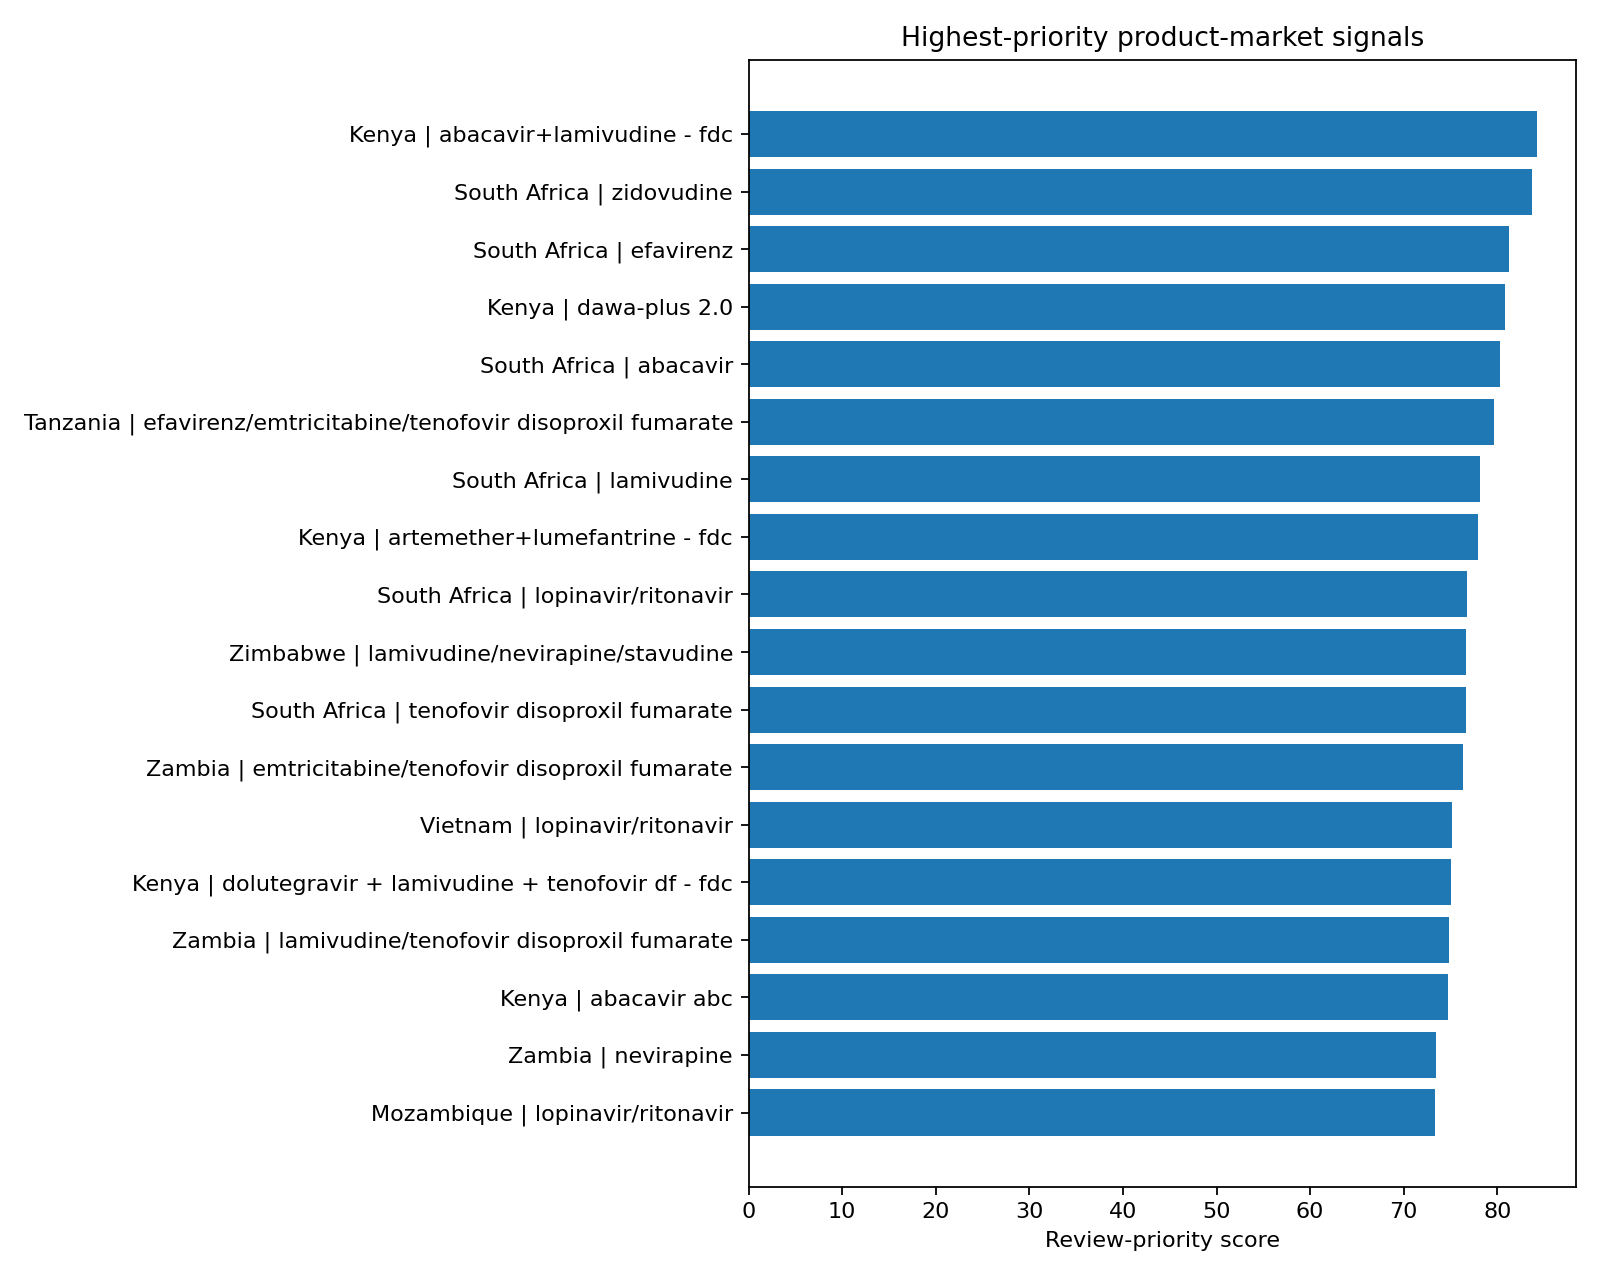 Highest-priority product-market signals
Kenya | abacavir+lamivudine - fdc
South Africa | zidovudine
South Africa | efavirenz
Kenya | dawa-plus 2.0
South Africa | abacavir
Tanzania | efavirenz/emtricitabine/tenofovir disoproxil fumarate
South Africa | lamivudine
Kenya | artemether+lumefantrine - fdc
South Africa | lopinavir/ritonavir
Zimbabwe | lamivudine/nevirapine/stavudine
South Africa | tenofovir disoproxil fumarate
Zambia | emtricitabine/tenofovir disoproxil fumarate
Vietnam | lopinavir/ritonavir
Kenya | dolutegravir + lamivudine + tenofovir df - fdc
Zambia | lamivudine/tenofovir disoproxil fumarate
Kenya | abacavir abc
Zambia | nevirapine
Mozambique | lopinavir/ritonavir
0 10 20 30 40 50 60 70 80
Review-priority score